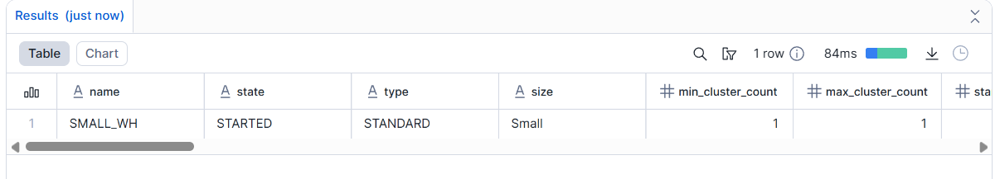 Results (just now)
Table Chart 1 row 84ms
A name A state A type A size # min_cluster_count # max_cluster_count # sta
1 SMALL_WH STARTED STANDARD Small 1 1